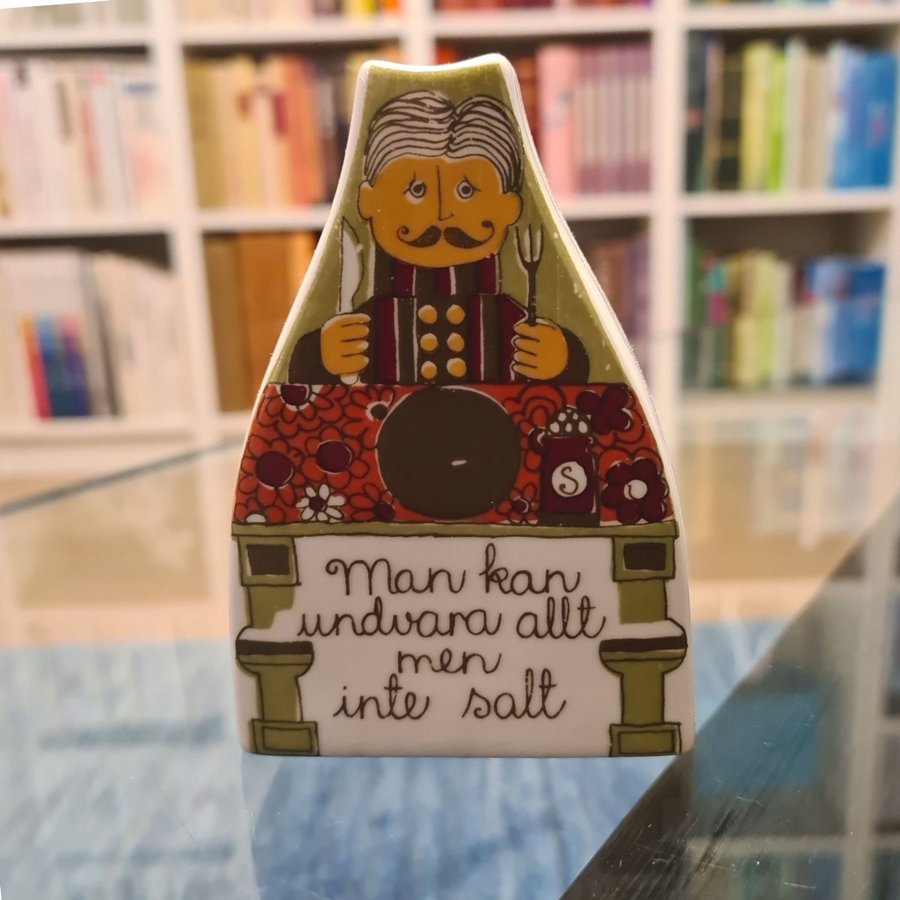 S
Man kan
undvara allt
men
inte salt